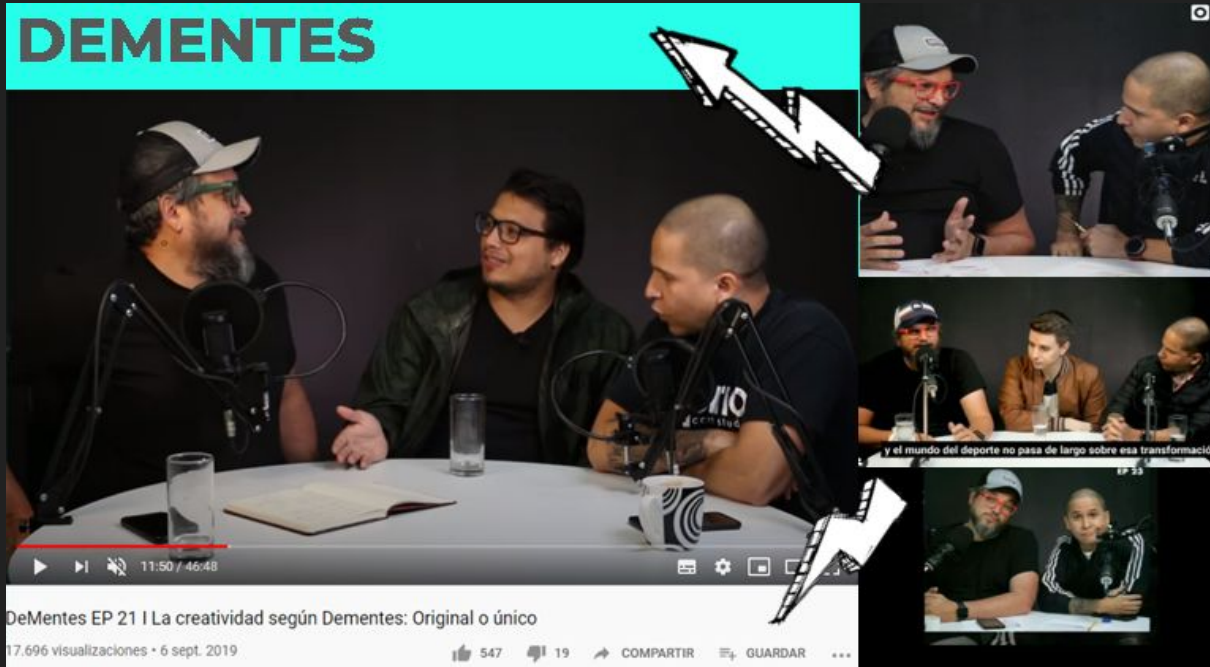 DEMENTES
11:50 / 46:48
DeMentes EP 21 I La creatividad según Dementes: Original o único
17.696 visualizaciones • 6 sept. 2019
547
19
COMPARTIR
GUARDAR
y el mundo del deporte no pasa de largo sobre esa transformació
EP 23